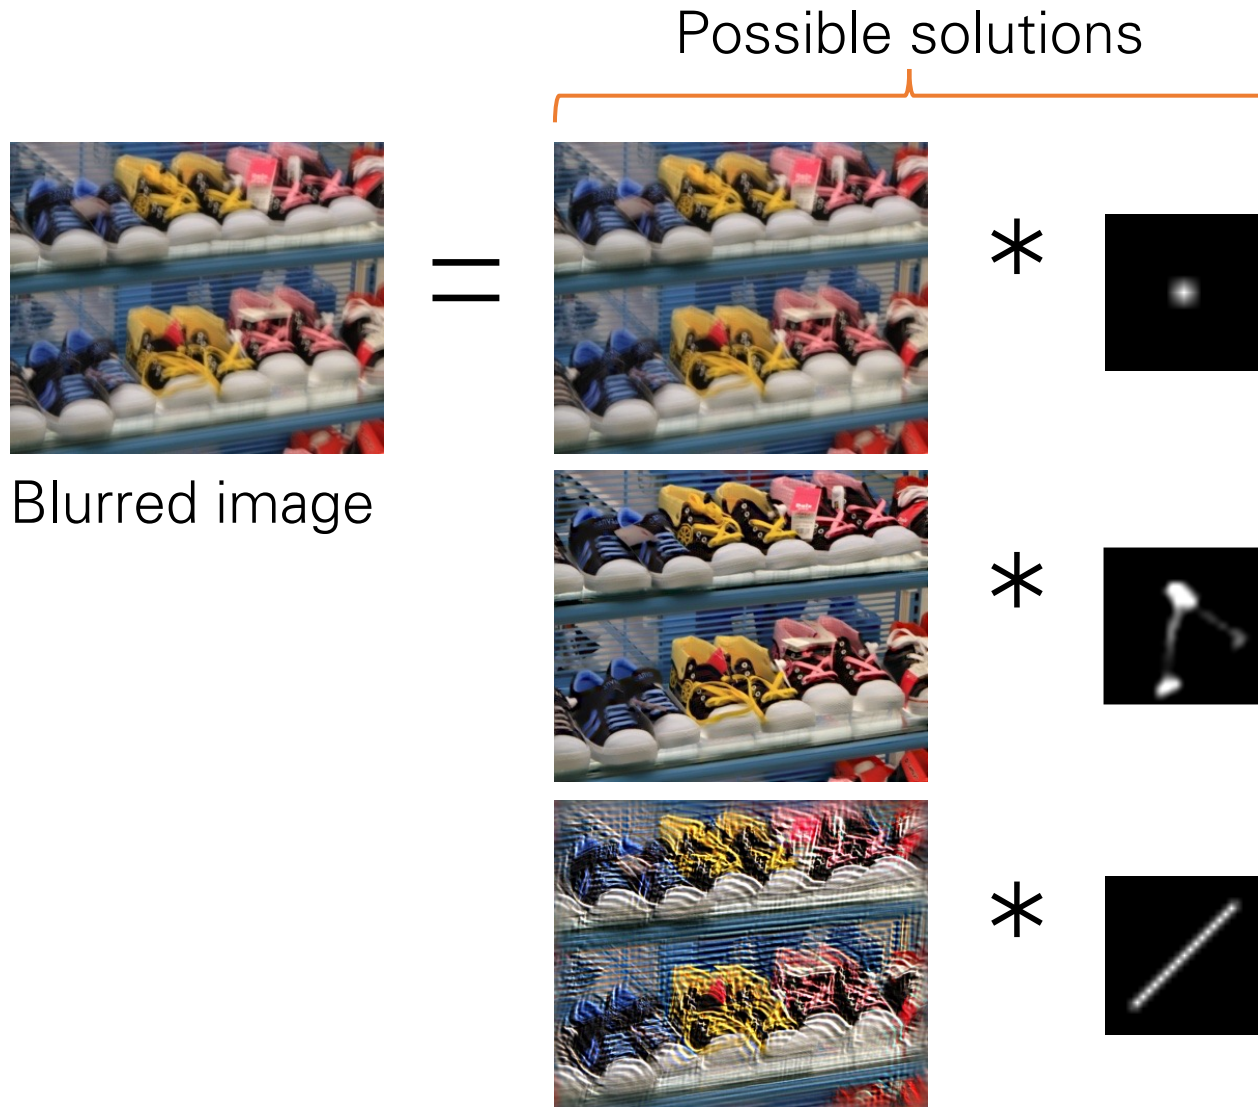 Possible solutions
=
*
Blurred image
*
*